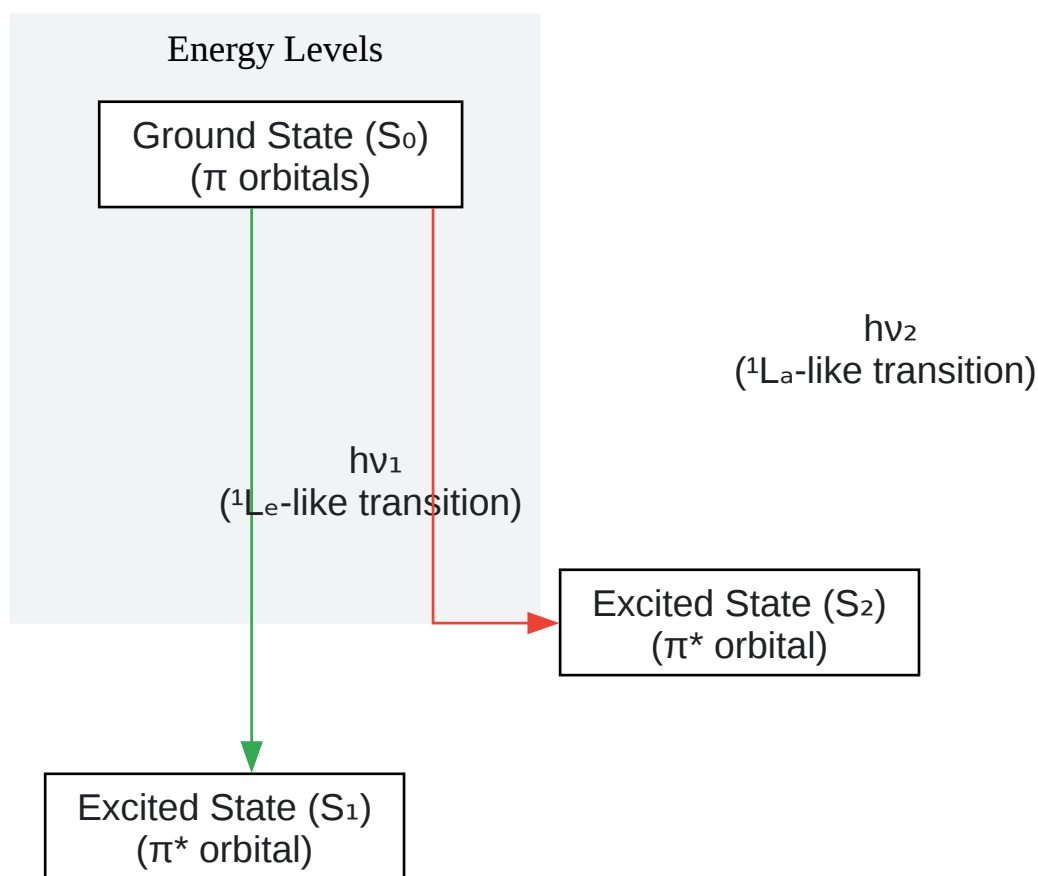 Energy Levels
Ground State (S₀)
(π orbitals)
hν₂
(¹Lₐ-like transition)
hν₁
(¹Lₑ-like transition)
Excited State (S₂)
(π* orbital)
Excited State (S₁)
(π* orbital)